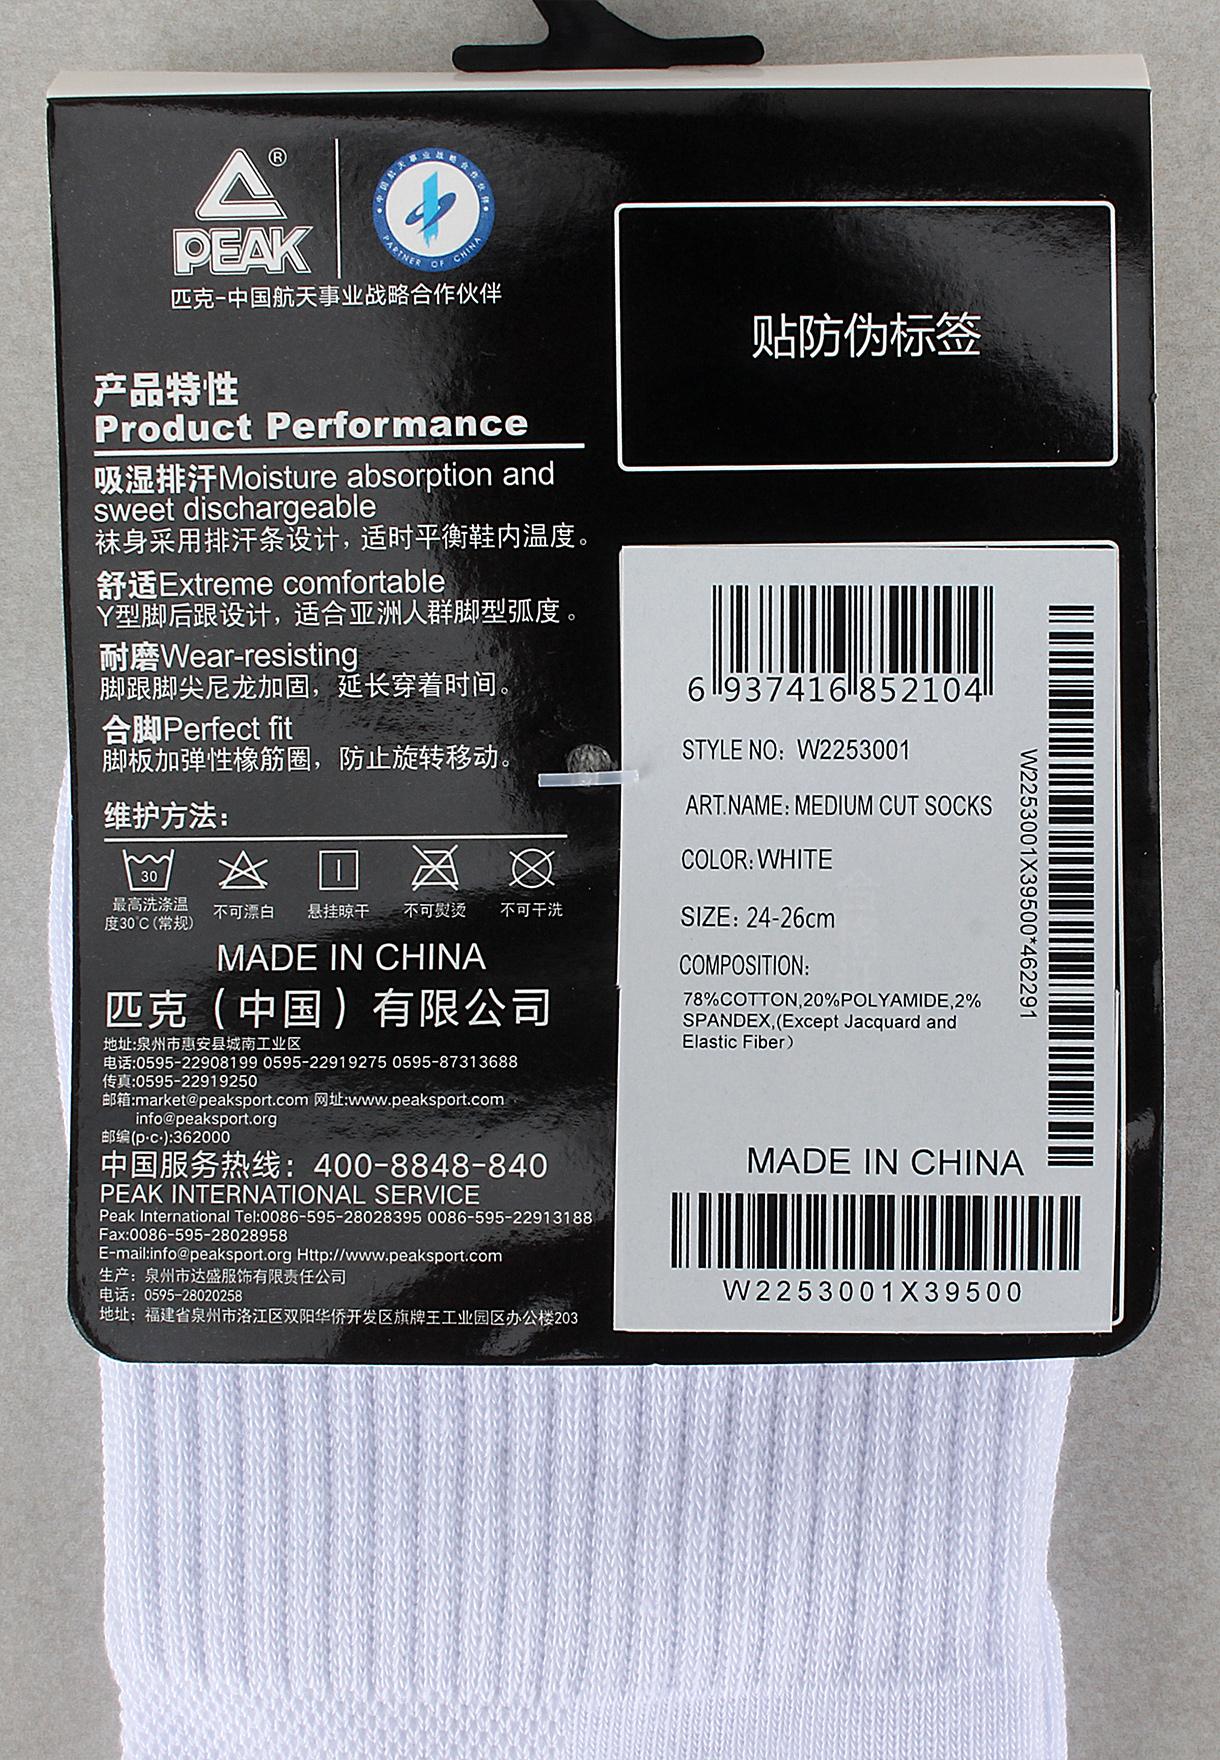 ®
PEAK
中国航天事业战略合作伙伴
PARTNER OF CHINA
匹克-中国航天事业战略合作伙伴
产品特性
Product Performance
吸湿排汗Moisture absorption and
sweet dischargeable
袜身采用排汗条设计，适时平衡鞋内温度。
舒适Extreme comfortable
Y型脚后跟设计，适合亚洲人群脚型弧度。
耐磨Wear-resisting
脚跟脚尖尼龙加固，延长穿着时间。
合脚Perfect fit
脚板加弹性橡筋圈，防止旋转移动。
维护方法：
30
最高洗涤温
度30℃(常规)
不可漂白
悬挂晾干
不可熨烫
不可干洗
MADE IN CHINA
匹克（中国）有限公司
地址:泉州市惠安县城南工业区
电话:0595-22908199 0595-22919275 0595-87313688
传真:0595-22919250
邮箱:market@peaksport.com 网址:www.peaksport.com
info@peaksport.org
邮编(p·c·):362000
中国服务热线：400-8848-840
PEAK INTERNATIONAL SERVICE
Peak International Tel:0086-595-28028395 0086-595-22913188
Fax:0086-595-28028958
E-mail:info@peaksport.org Http://www.peaksport.com
生产：泉州市达盛服饰有限责任公司
电话：0595-28020258
地址：福建省泉州市洛江区双阳华侨开发区旗牌王工业园区办公楼203
贴防伪标签
6 937416 852104
STYLE NO: W2253001
ART.NAME: MEDIUM CUT SOCKS
COLOR: WHITE
SIZE: 24-26cm
COMPOSITION:
78%COTTON,20%POLYAMIDE,2%
SPANDEX,(Except Jacquard and
Elastic Fiber）
W2253001X39500*462291
MADE IN CHINA
W2253001X39500